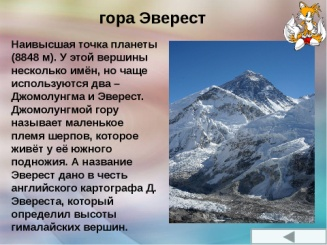 гора Эверест
Наивысшая точка планеты
(8848 м). У этой вершины
несколько имён, но чаще
используются два –
Джомолунгма и Эверест.
Джомолунгмой гору
называет маленькое
племя шерпов, которое
живёт у её южного
подножия. А название
Эверест дано в честь
английского картографа Д.
Эвереста, который
определил высоты
гималайских вершин.